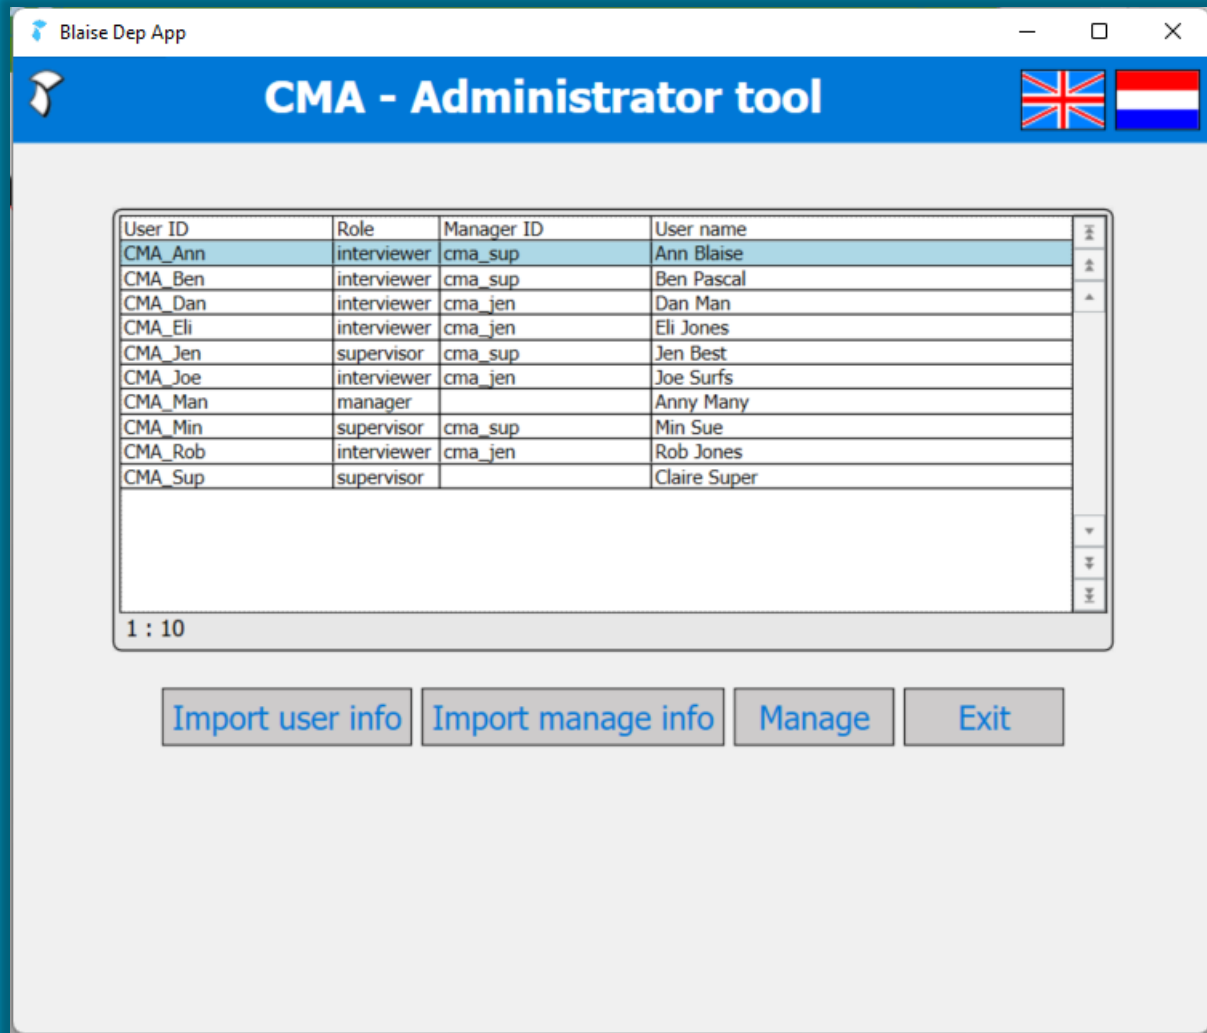 Blaise Dep App
CMA - Administrator tool
User ID Role Manager ID User name
CMA_Ann interviewer cma_sup Ann Blaise
CMA_Ben interviewer cma_sup Ben Pascal
CMA_Dan interviewer cma_jen Dan Man
CMA_Eli interviewer cma_jen Eli Jones
CMA_Jen supervisor cma_sup Jen Best
CMA_Joe interviewer cma_jen Joe Surfs
CMA_Man manager Anny Many
CMA_Min supervisor cma_sup Min Sue
CMA_Rob interviewer cma_jen Rob Jones
CMA_Sup supervisor Claire Super
1 : 10
Import user info Import manage info Manage Exit